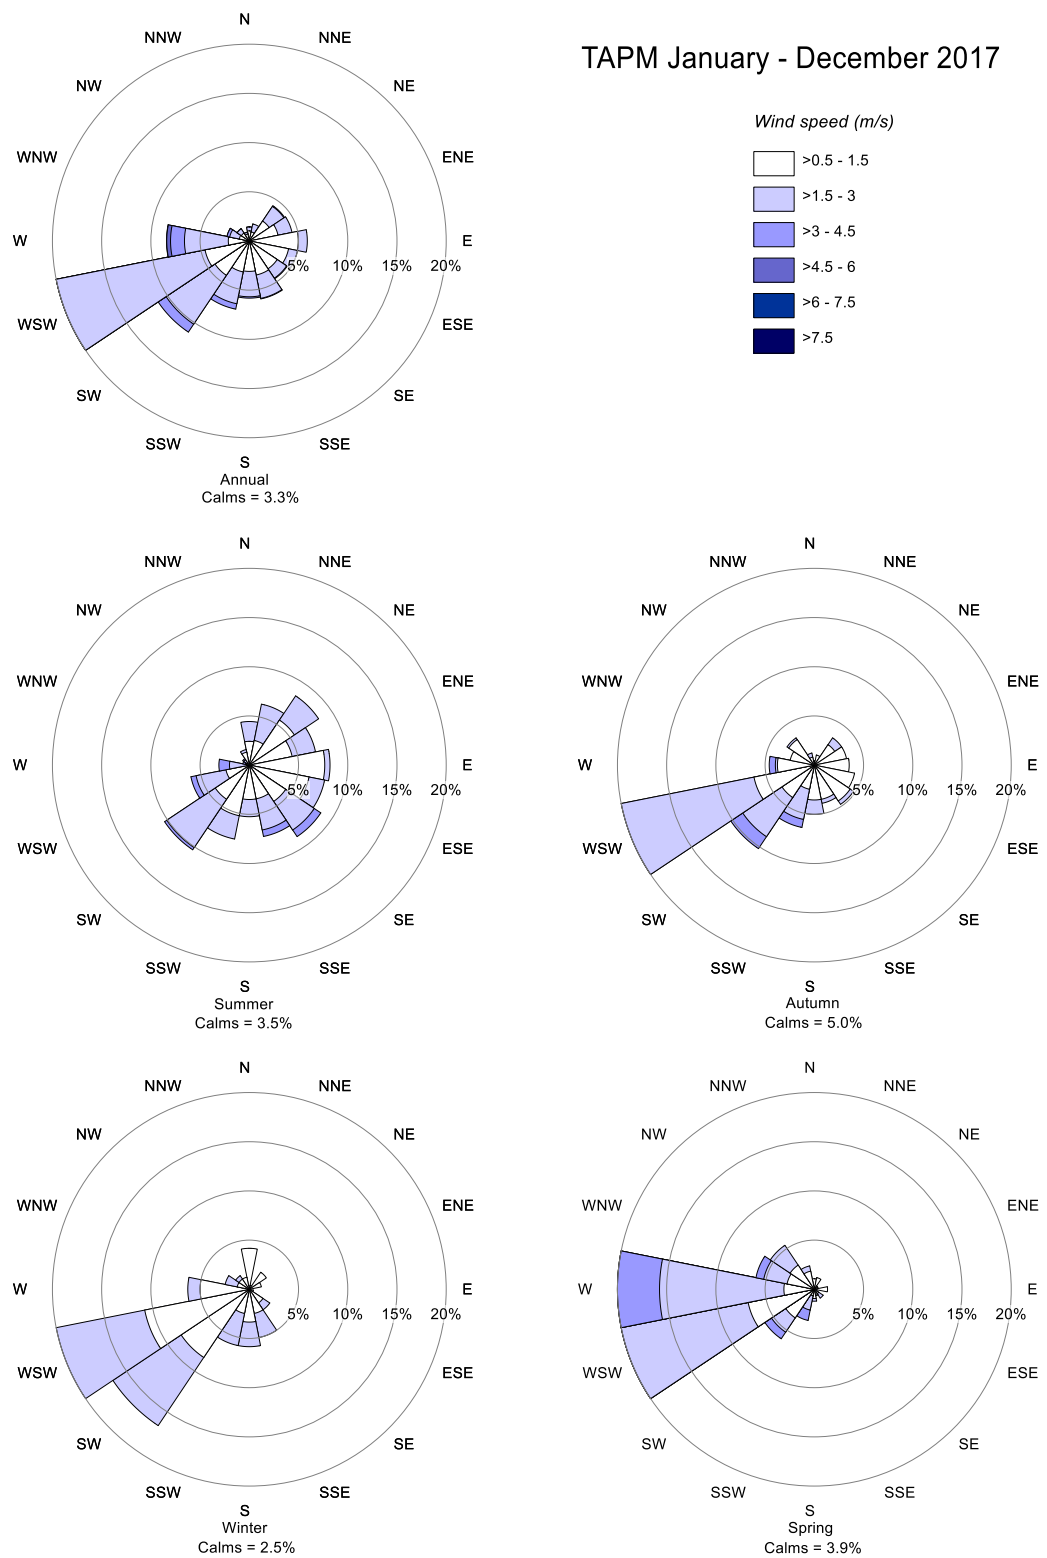 TAPM January - December 2017
Wind speed (m/s)
>0.5 - 1.5
>1.5 - 3
>3 - 4.5
>4.5 - 6
>6 - 7.5
>7.5
N
NNW NNE
NW NE
WNW ENE
W E
5% 10% 15% 20%
WSW ESE
SW SE
SSW SSE
S
Annual
Calms = 3.3%
N
NNW NNE
NW NE
WNW ENE
W E
5% 10% 15% 20%
WSW ESE
SW SE
SSW SSE
S
Summer
Calms = 3.5%
N
NNW NNE
NW NE
WNW ENE
W E
5% 10% 15% 20%
WSW ESE
SW SE
SSW SSE
S
Autumn
Calms = 5.0%
N
NNW NNE
NW NE
WNW ENE
W E
5% 10% 15% 20%
WSW ESE
SW SE
SSW SSE
S
Winter
Calms = 2.5%
N
NNW NNE
NW NE
WNW ENE
W E
5% 10% 15% 20%
WSW ESE
SW SE
SSW SSE
S
Spring
Calms = 3.9%